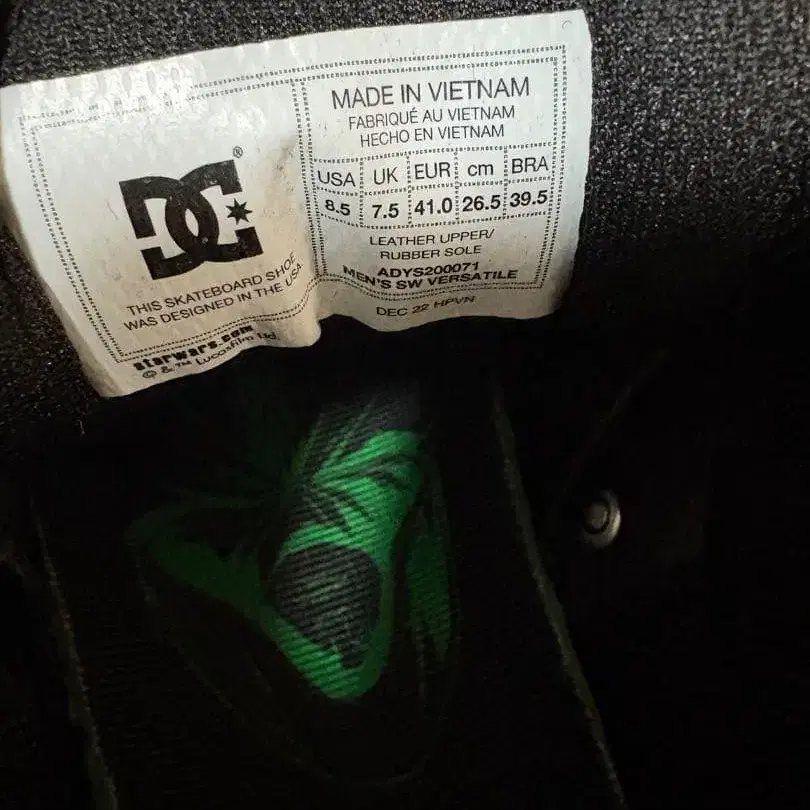 DC®
THIS SKATEBOARD SHOE
WAS DESIGNED IN THE USA
starwars.com
© & ™ Lucasfilm Ltd.
MADE IN VIETNAM
FABRIQUÉ AU VIETNAM
HECHO EN VIETNAM
USA UK EUR cm BRA
8.5 7.5 41.0 26.5 39.5
LEATHER UPPER/
RUBBER SOLE
ADYS200071
MEN'S SW VERSATILE
DEC 22 HPVN